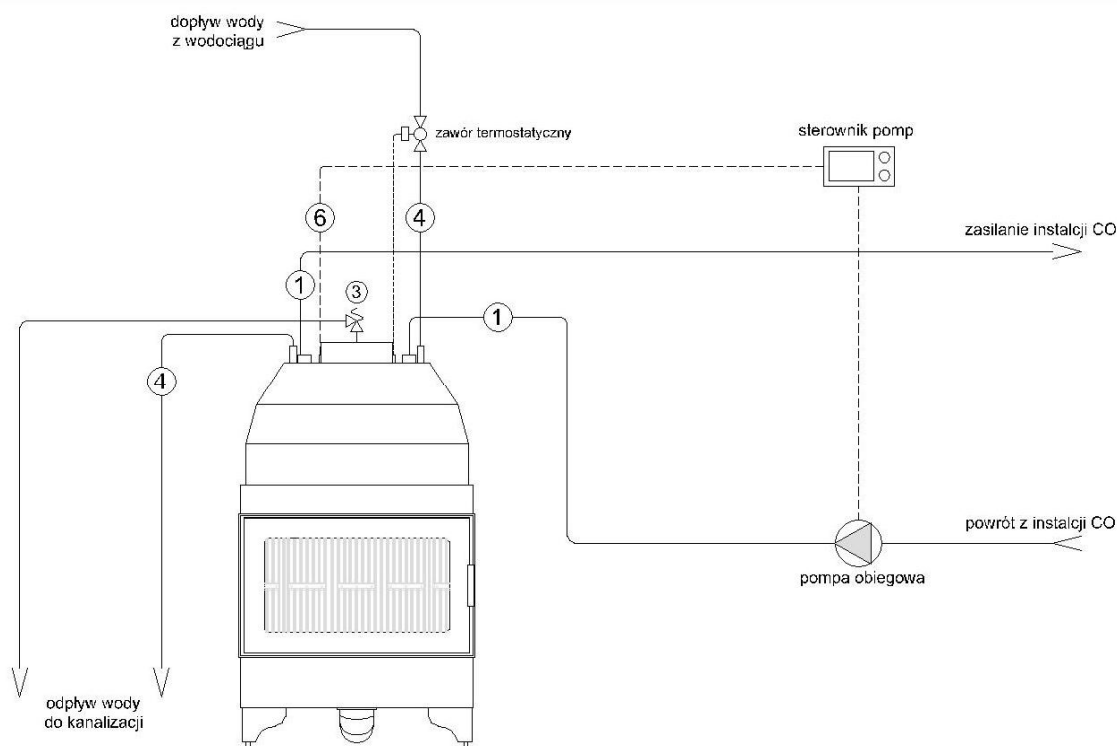 dopływ wody
z wodociągu
zawór termostatyczny
sterownik pomp
6
4
zasilanie instalcji CO
1
3
1
4
powrót z instalcji CO
pompa obiegowa
odpływ wody
do kanalizacji